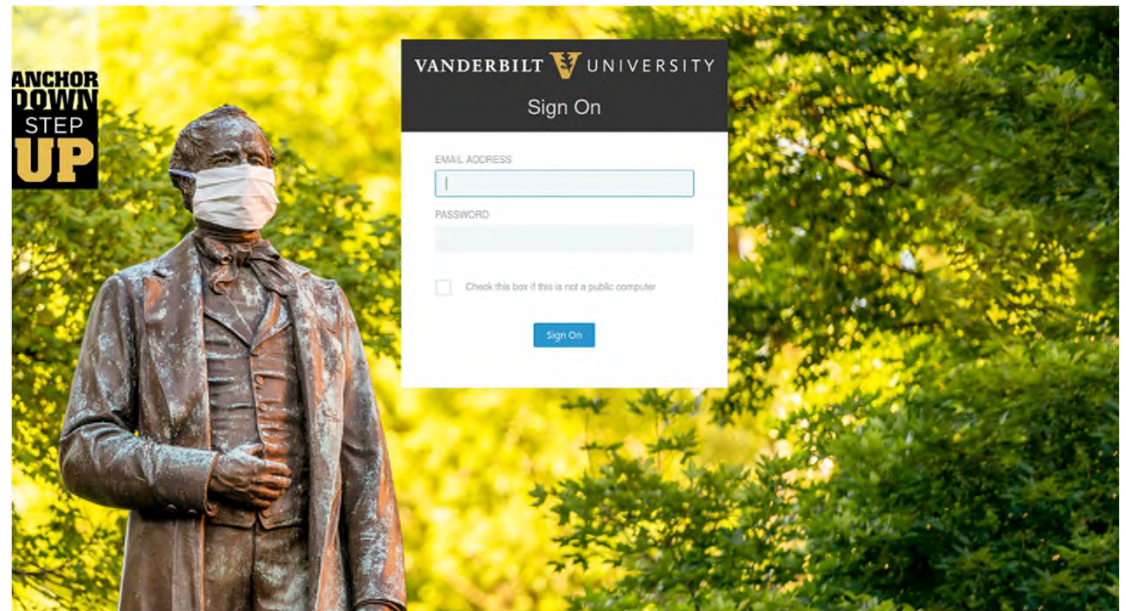 ANCHOR
DOWN
STEP
UP
VANDERBILT V UNIVERSITY
Sign On
EMAIL ADDRESS
PASSWORD
Check this box if this is not a public computer
Sign On